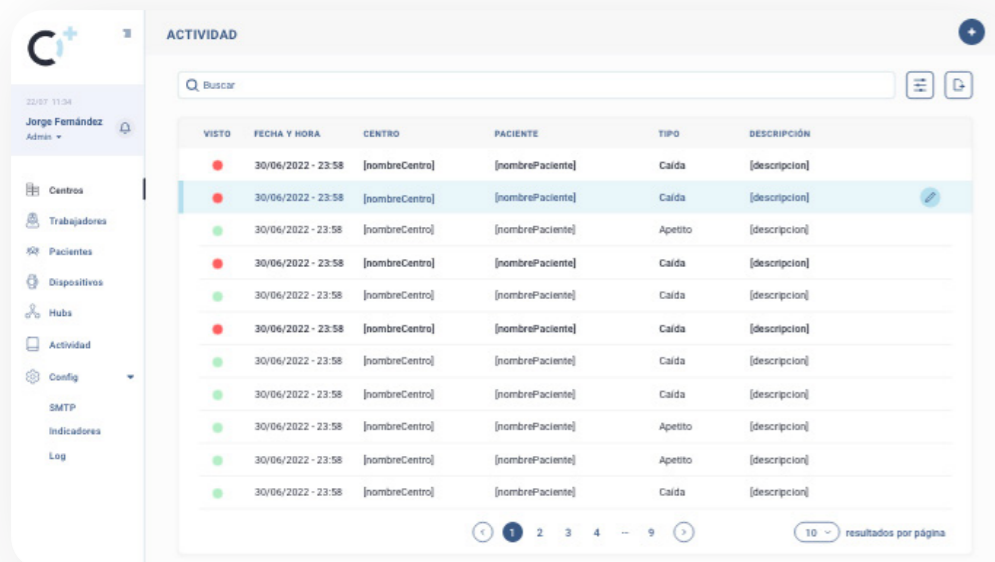 ACTIVIDAD
Buscar
22/07 11:34
Jorge Fernández
Admin
Centros
Trabajadores
Pacientes
Dispositivos
Hubs
Actividad
Config
SMTP
Indicadores
Log
VISTO FECHA Y HORA CENTRO PACIENTE TIPO DESCRIPCIÓN
30/06/2022 - 23:58 [nombreCentro] [nombrePaciente] Caída [descripcion]
30/06/2022 - 23:58 [nombreCentro] [nombrePaciente] Caída [descripcion]
30/06/2022 - 23:58 [nombreCentro] [nombrePaciente] Apetito [descripcion]
30/06/2022 - 23:58 [nombreCentro] [nombrePaciente] Caída [descripcion]
30/06/2022 - 23:58 [nombreCentro] [nombrePaciente] Caída [descripcion]
30/06/2022 - 23:58 [nombreCentro] [nombrePaciente] Caída [descripcion]
30/06/2022 - 23:58 [nombreCentro] [nombrePaciente] Caída [descripcion]
30/06/2022 - 23:58 [nombreCentro] [nombrePaciente] Caída [descripcion]
30/06/2022 - 23:58 [nombreCentro] [nombrePaciente] Apetito [descripcion]
30/06/2022 - 23:58 [nombreCentro] [nombrePaciente] Apetito [descripcion]
30/06/2022 - 23:58 [nombreCentro] [nombrePaciente] Caída [descripcion]
1 2 3 4 ... 9 10 resultados por página